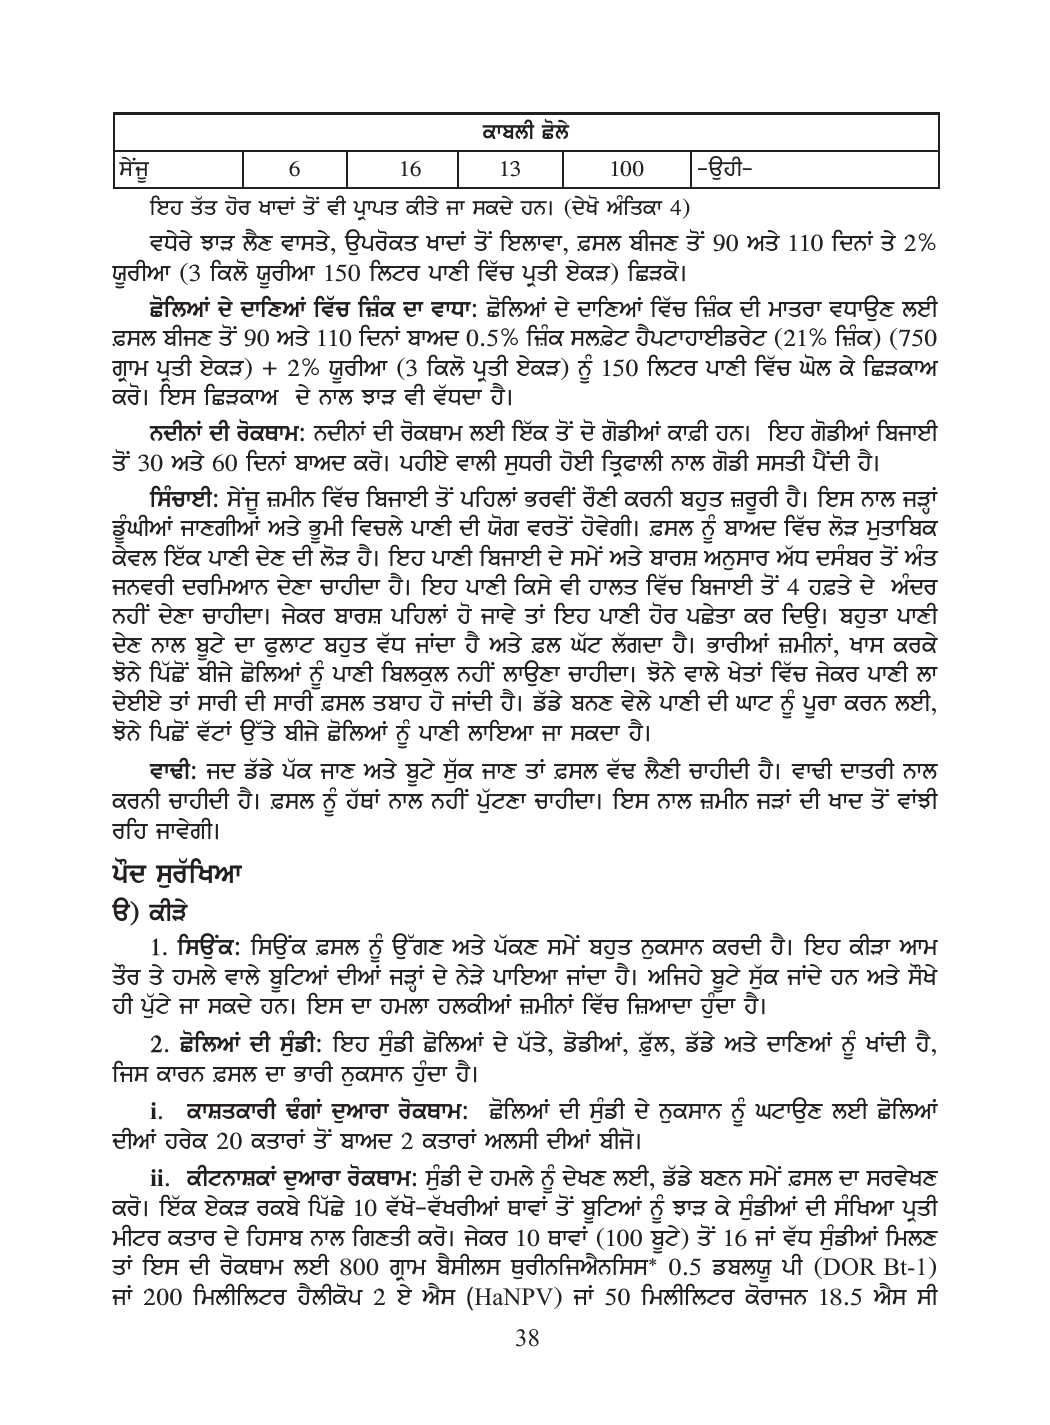 ਕਾਬਲੀ ਛੋਲੇ
ਸੇਂਜੂ 6 16 13 100 –ਉਹੀ–
ਇਹ ਤੱਤ ਹੋਰ ਖਾਦਾਂ ਤੋਂ ਵੀ ਪ੍ਰਾਪਤ ਕੀਤੇ ਜਾ ਸਕਦੇ ਹਨ। (ਦੇਖੋ ਅੰਤਿਕਾ 4)
ਵਧੇਰੇ ਝਾੜ ਲੈਣ ਵਾਸਤੇ, ਉਪਰੋਕਤ ਖਾਦਾਂ ਤੋਂ ਇਲਾਵਾ, ਫ਼ਸਲ ਬੀਜਣ ਤੋਂ 90 ਅਤੇ 110 ਦਿਨਾਂ ਤੇ 2%
ਯੂਰੀਆ (3 ਕਿਲੋ ਯੂਰੀਆ 150 ਲਿਟਰ ਪਾਣੀ ਵਿੱਚ ਪ੍ਰਤੀ ਏਕੜ) ਛਿੜਕੋ।
ਛੋਲਿਆਂ ਦੇ ਦਾਣਿਆਂ ਵਿੱਚ ਜ਼ਿੰਕ ਦਾ ਵਾਧਾ: ਛੋਲਿਆਂ ਦੇ ਦਾਣਿਆਂ ਵਿੱਚ ਜ਼ਿੰਕ ਦੀ ਮਾਤਰਾ ਵਧਾਉਣ ਲਈ
ਫ਼ਸਲ ਬੀਜਣ ਤੋਂ 90 ਅਤੇ 110 ਦਿਨਾਂ ਬਾਅਦ 0.5% ਜ਼ਿੰਕ ਸਲਫ਼ੇਟ ਹੈਪਟਾਹਾਈਡਰੇਟ (21% ਜ਼ਿੰਕ) (750
ਗ੍ਰਾਮ ਪ੍ਰਤੀ ਏਕੜ) + 2% ਯੂਰੀਆ (3 ਕਿਲੋ ਪ੍ਰਤੀ ਏਕੜ) ਨੂੰ 150 ਲਿਟਰ ਪਾਣੀ ਵਿੱਚ ਘੋਲ ਕੇ ਛਿੜਕਾਅ
ਕਰੋ। ਇਸ ਛਿੜਕਾਅ ਦੇ ਨਾਲ ਝਾੜ ਵੀ ਵੱਧਦਾ ਹੈ।
ਨਦੀਨਾਂ ਦੀ ਰੋਕਥਾਮ: ਨਦੀਨਾਂ ਦੀ ਰੋਕਥਾਮ ਲਈ ਇੱਕ ਤੋਂ ਦੋ ਗੋਡੀਆਂ ਕਾਫ਼ੀ ਹਨ। ਇਹ ਗੋਡੀਆਂ ਬਿਜਾਈ
ਤੋਂ 30 ਅਤੇ 60 ਦਿਨਾਂ ਬਾਅਦ ਕਰੋ। ਪਹੀਏ ਵਾਲੀ ਸੁਧਰੀ ਹੋਈ ਤ੍ਰਿਫਾਲੀ ਨਾਲ ਗੋਡੀ ਸਸਤੀ ਪੈਂਦੀ ਹੈ।
ਸਿੰਚਾਈ: ਸੇਂਜੂ ਜ਼ਮੀਨ ਵਿੱਚ ਬਿਜਾਈ ਤੋਂ ਪਹਿਲਾਂ ਭਰਵੀਂ ਰੌਣੀ ਕਰਨੀ ਬਹੁਤ ਜ਼ਰੂਰੀ ਹੈ। ਇਸ ਨਾਲ ਜੜ੍ਹਾਂ
ਡੂੰਘੀਆਂ ਜਾਣਗੀਆਂ ਅਤੇ ਭੂਮੀ ਵਿਚਲੇ ਪਾਣੀ ਦੀ ਯੋਗ ਵਰਤੋਂ ਹੋਵੇਗੀ। ਫ਼ਸਲ ਨੂੰ ਬਾਅਦ ਵਿੱਚ ਲੋੜ ਮੁਤਾਬਿਕ
ਕੇਵਲ ਇੱਕ ਪਾਣੀ ਦੇਣ ਦੀ ਲੋੜ ਹੈ। ਇਹ ਪਾਣੀ ਬਿਜਾਈ ਦੇ ਸਮੇਂ ਅਤੇ ਬਾਰਸ਼ ਅਨੁਸਾਰ ਅੱਧ ਦਸੰਬਰ ਤੋਂ ਅੰਤ
ਜਨਵਰੀ ਦਰਮਿਆਨ ਦੇਣਾ ਚਾਹੀਦਾ ਹੈ। ਇਹ ਪਾਣੀ ਕਿਸੇ ਵੀ ਹਾਲਤ ਵਿੱਚ ਬਿਜਾਈ ਤੋਂ 4 ਹਫ਼ਤੇ ਦੇ ਅੰਦਰ
ਨਹੀਂ ਦੇਣਾ ਚਾਹੀਦਾ। ਜੇਕਰ ਬਾਰਸ਼ ਪਹਿਲਾਂ ਹੋ ਜਾਵੇ ਤਾਂ ਇਹ ਪਾਣੀ ਹੋਰ ਪਛੇਤਾ ਕਰ ਦਿਉ। ਬਹੁਤਾ ਪਾਣੀ
ਦੇਣ ਨਾਲ ਬੂਟੇ ਦਾ ਫੁਲਾਟ ਬਹੁਤ ਵੱਧ ਜਾਂਦਾ ਹੈ ਅਤੇ ਫ਼ਲ ਘੱਟ ਲੱਗਦਾ ਹੈ। ਭਾਰੀਆਂ ਜ਼ਮੀਨਾਂ, ਖਾਸ ਕਰਕੇ
ਝੋਨੇ ਪਿੱਛੋਂ ਬੀਜੇ ਛੋਲਿਆਂ ਨੂੰ ਪਾਣੀ ਬਿਲਕੁਲ ਨਹੀਂ ਲਾਉਣਾ ਚਾਹੀਦਾ। ਝੋਨੇ ਵਾਲੇ ਖੇਤਾਂ ਵਿੱਚ ਜੇਕਰ ਪਾਣੀ ਲਾ
ਦੇਈਏ ਤਾਂ ਸਾਰੀ ਦੀ ਸਾਰੀ ਫ਼ਸਲ ਤਬਾਹ ਹੋ ਜਾਂਦੀ ਹੈ। ਡੱਡੇ ਬਨਣ ਵੇਲੇ ਪਾਣੀ ਦੀ ਘਾਟ ਨੂੰ ਪੂਰਾ ਕਰਨ ਲਈ,
ਝੋਨੇ ਪਿਛੋਂ ਵੱਟਾਂ ਉੱਤੇ ਬੀਜੇ ਛੋਲਿਆਂ ਨੂੰ ਪਾਣੀ ਲਾਇਆ ਜਾ ਸਕਦਾ ਹੈ।
ਵਾਢੀ: ਜਦ ਡੱਡੇ ਪੱਕ ਜਾਣ ਅਤੇ ਬੂਟੇ ਸੁੱਕ ਜਾਣ ਤਾਂ ਫ਼ਸਲ ਵੱਢ ਲੈਣੀ ਚਾਹੀਦੀ ਹੈ। ਵਾਢੀ ਦਾਤਰੀ ਨਾਲ
ਕਰਨੀ ਚਾਹੀਦੀ ਹੈ। ਫ਼ਸਲ ਨੂੰ ਹੱਥਾਂ ਨਾਲ ਨਹੀਂ ਪੁੱਟਣਾ ਚਾਹੀਦਾ। ਇਸ ਨਾਲ ਜ਼ਮੀਨ ਜੜਾਂ ਦੀ ਖਾਦ ਤੋਂ ਵਾਂਝੀ
ਰਹਿ ਜਾਵੇਗੀ।
ਪੌਦ ਸੁਰੱਖਿਆ
ੳ) ਕੀੜੇ
1. ਸਿਉਂਕ: ਸਿਉਂਕ ਫ਼ਸਲ ਨੂੰ ਉੱਗਣ ਅਤੇ ਪੱਕਣ ਸਮੇਂ ਬਹੁਤ ਨੁਕਸਾਨ ਕਰਦੀ ਹੈ। ਇਹ ਕੀੜਾ ਆਮ
ਤੌਰ ਤੇ ਹਮਲੇ ਵਾਲੇ ਬੂਟਿਆਂ ਦੀਆਂ ਜੜ੍ਹਾਂ ਦੇ ਨੇੜੇ ਪਾਇਆ ਜਾਂਦਾ ਹੈ। ਅਜਿਹੇ ਬੂਟੇ ਸੁੱਕ ਜਾਂਦੇ ਹਨ ਅਤੇ ਸੌਖੇ
ਹੀ ਪੁੱਟੇ ਜਾ ਸਕਦੇ ਹਨ। ਇਸ ਦਾ ਹਮਲਾ ਹਲਕੀਆਂ ਜ਼ਮੀਨਾਂ ਵਿੱਚ ਜ਼ਿਆਦਾ ਹੁੰਦਾ ਹੈ।
2. ਛੋਲਿਆਂ ਦੀ ਸੁੰਡੀ: ਇਹ ਸੁੰਡੀ ਛੋਲਿਆਂ ਦੇ ਪੱਤੇ, ਡੋਡੀਆਂ, ਫ਼ੁੱਲ, ਡੱਡੇ ਅਤੇ ਦਾਣਿਆਂ ਨੂੰ ਖਾਂਦੀ ਹੈ,
ਜਿਸ ਕਾਰਨ ਫ਼ਸਲ ਦਾ ਭਾਰੀ ਨੁਕਸਾਨ ਹੁੰਦਾ ਹੈ।
i. ਕਾਸ਼ਤਕਾਰੀ ਢੰਗਾਂ ਦੁਆਰਾ ਰੋਕਥਾਮ: ਛੋਲਿਆਂ ਦੀ ਸੁੰਡੀ ਦੇ ਨੁਕਸਾਨ ਨੂੰ ਘਟਾਉਣ ਲਈ ਛੋਲਿਆਂ
ਦੀਆਂ ਹਰੇਕ 20 ਕਤਾਰਾਂ ਤੋਂ ਬਾਅਦ 2 ਕਤਾਰਾਂ ਅਲਸੀ ਦੀਆਂ ਬੀਜੋ।
ii. ਕੀਟਨਾਸ਼ਕਾਂ ਦੁਆਰਾ ਰੋਕਥਾਮ: ਸੁੰਡੀ ਦੇ ਹਮਲੇ ਨੂੰ ਦੇਖਣ ਲਈ, ਡੱਡੇ ਬਣਨ ਸਮੇਂ ਫ਼ਸਲ ਦਾ ਸਰਵੇਖਣ
ਕਰੋ। ਇੱਕ ਏਕੜ ਰਕਬੇ ਪਿੱਛੇ 10 ਵੱਖੋ-ਵੱਖਰੀਆਂ ਥਾਵਾਂ ਤੋਂ ਬੂਟਿਆਂ ਨੂੰ ਝਾੜ ਕੇ ਸੁੰਡੀਆਂ ਦੀ ਸੰਖਿਆ ਪ੍ਰਤੀ
ਮੀਟਰ ਕਤਾਰ ਦੇ ਹਿਸਾਬ ਨਾਲ ਗਿਣਤੀ ਕਰੋ। ਜੇਕਰ 10 ਥਾਵਾਂ (100 ਬੂਟੇ) ਤੋਂ 16 ਜਾਂ ਵੱਧ ਸੁੰਡੀਆਂ ਮਿਲਣ
ਤਾਂ ਇਸ ਦੀ ਰੋਕਥਾਮ ਲਈ 800 ਗ੍ਰਾਮ ਬੈਸੀਲਸ ਥੁਰੀਨਜਿਐਨਸਿਸ* 0.5 ਡਬਲਯੂ ਪੀ (DOR Bt-1)
ਜਾਂ 200 ਮਿਲੀਲਿਟਰ ਹੈਲੀਕੋਪ 2 ਏ ਐਸ (HaNPV) ਜਾਂ 50 ਮਿਲੀਲਿਟਰ ਕੋਰਾਜਨ 18.5 ਐਸ ਸੀ
38